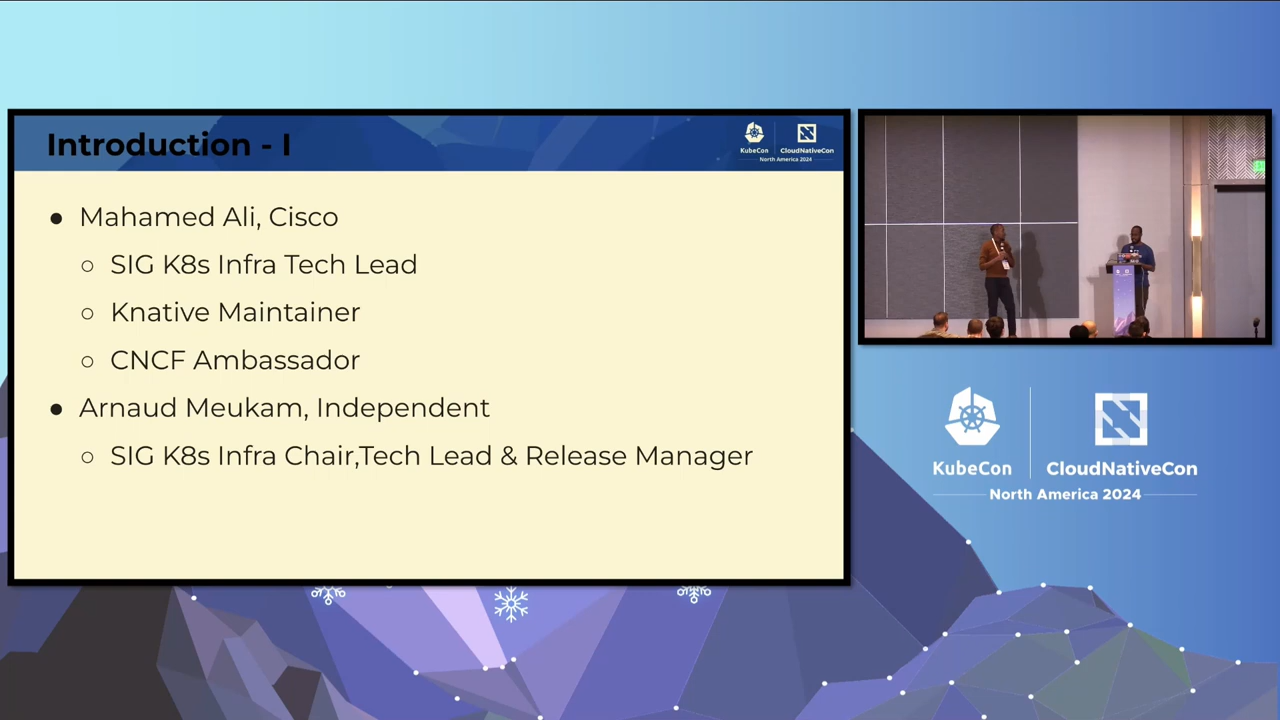 Introduction - I
KubeCon
CloudNativeCon
North America 2024
● Mahamed Ali, Cisco
○ SIG K8s Infra Tech Lead
○ Knative Maintainer
○ CNCF Ambassador
● Arnaud Meukam, Independent
○ SIG K8s Infra Chair,Tech Lead & Release Manager
KubeCon
CloudNativeCon
North America 2024